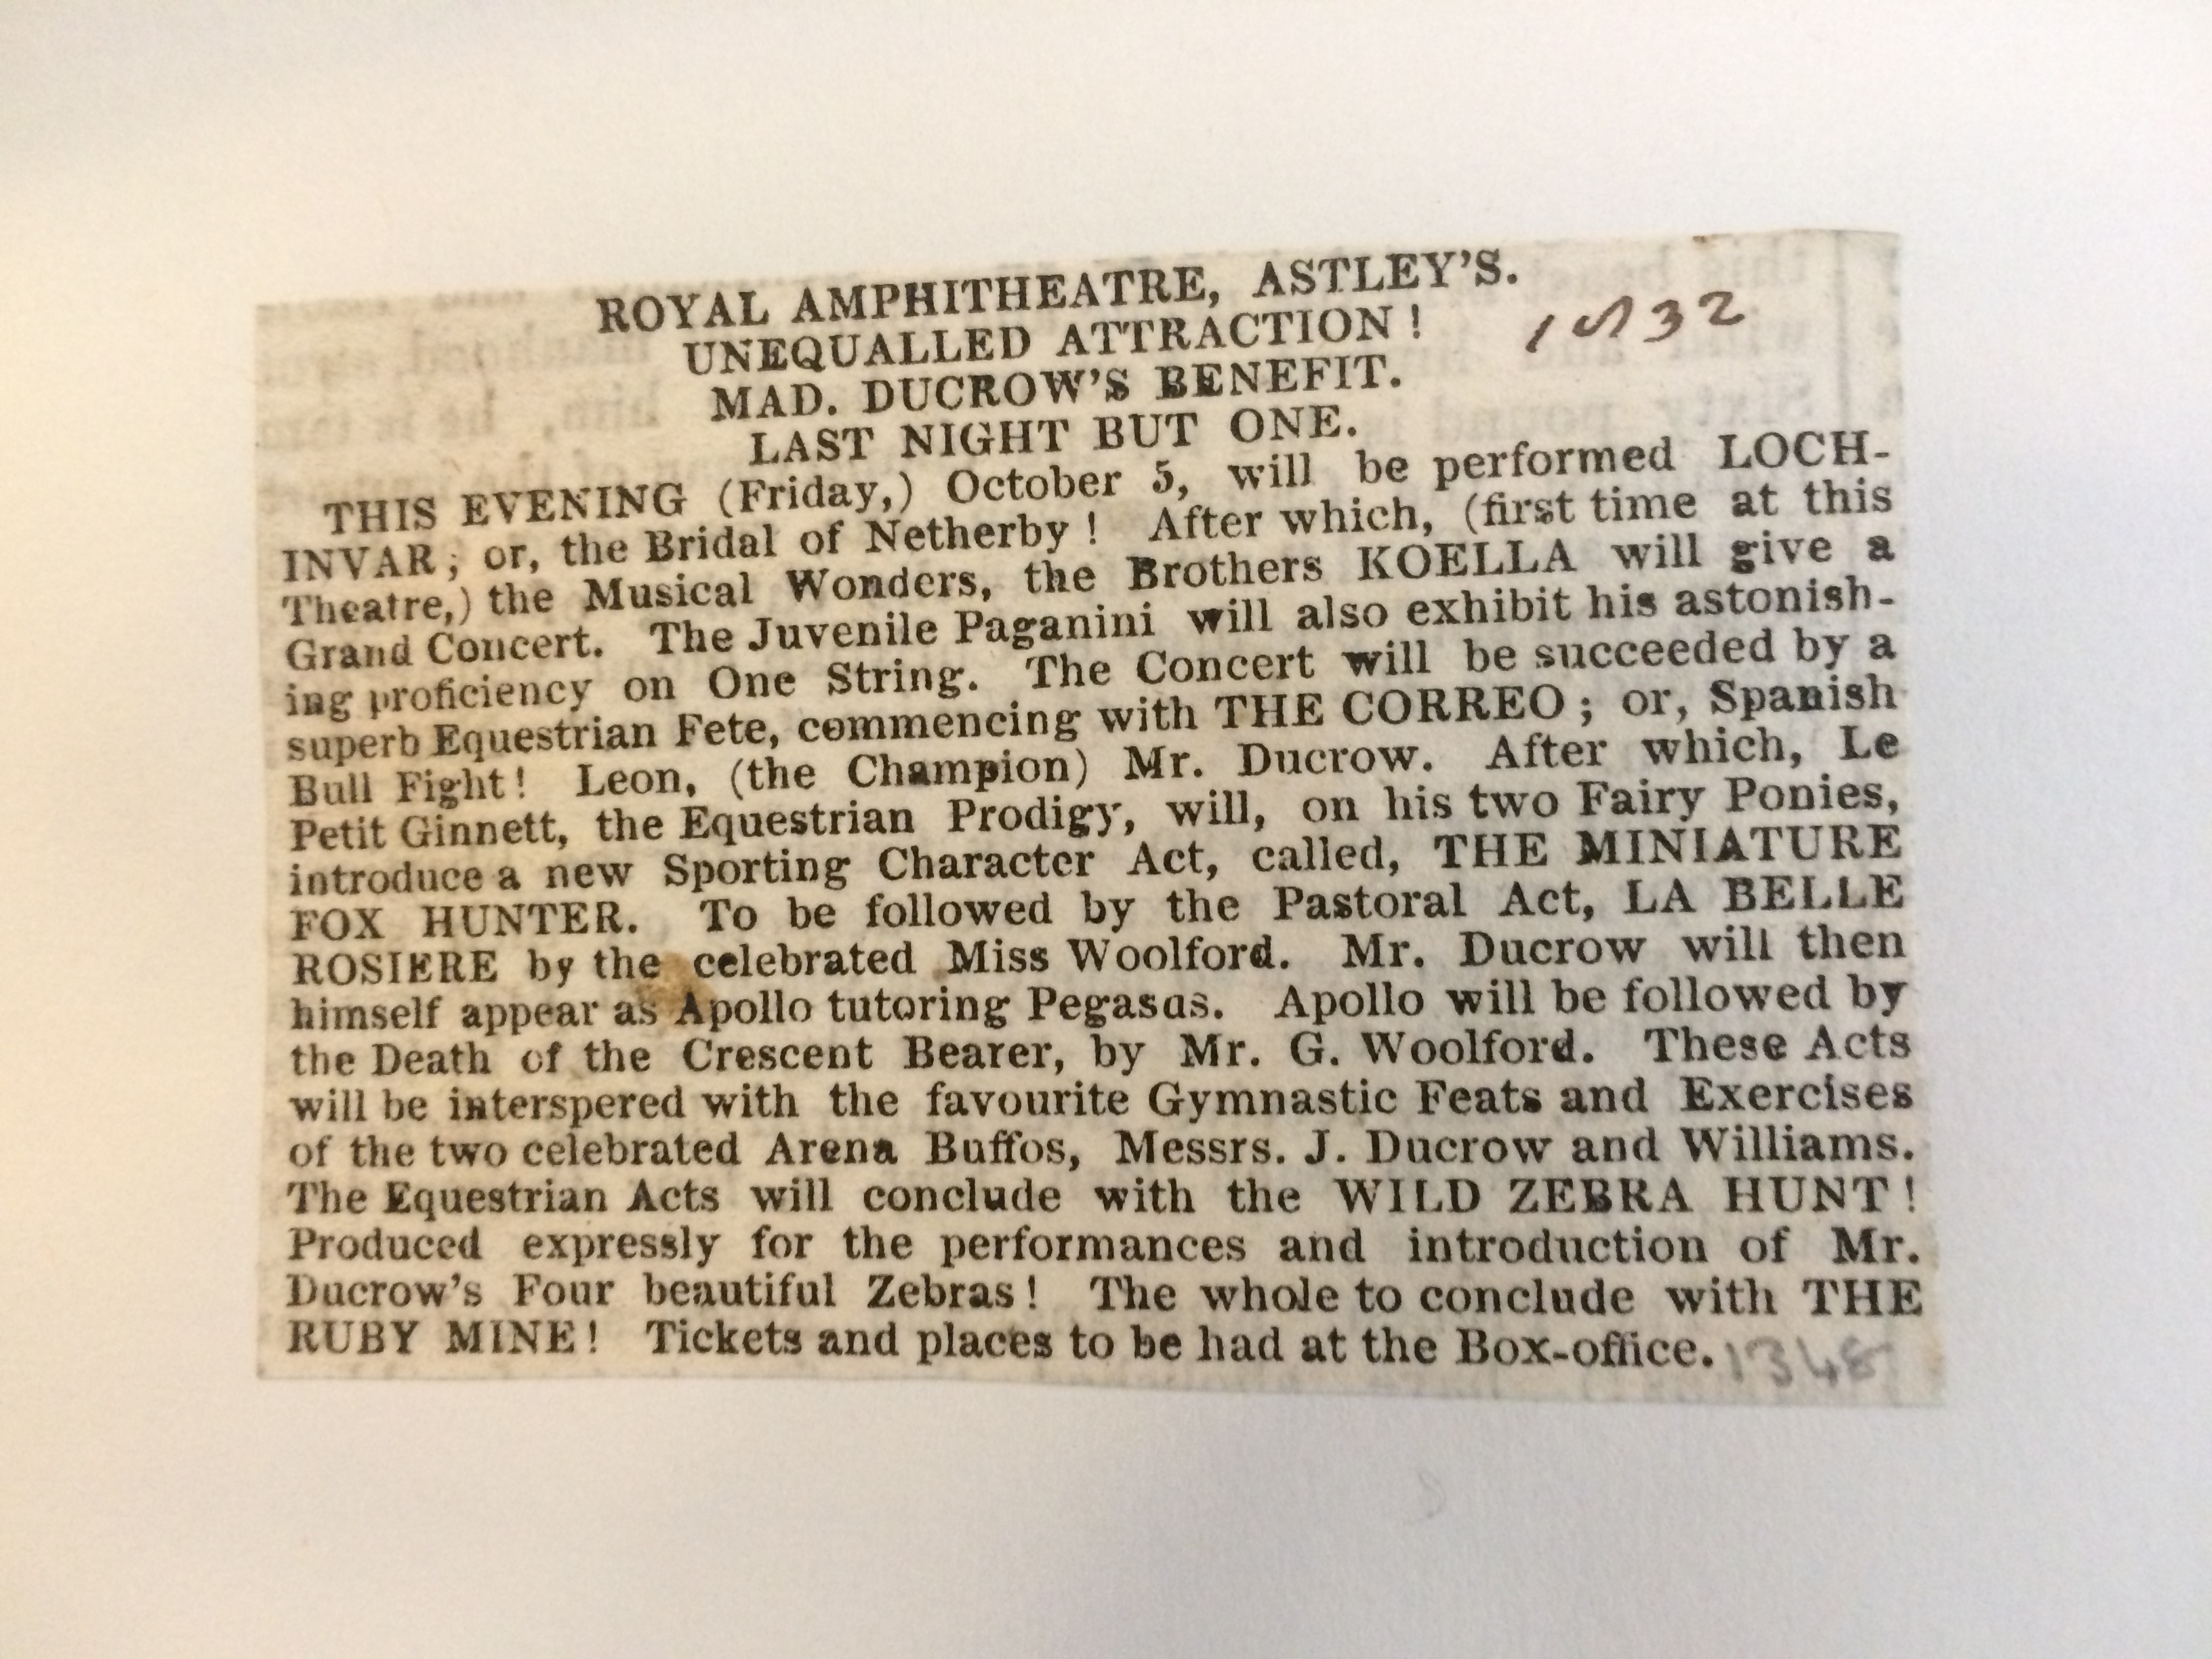 ROYAL AMPHITHEATRE, ASTLEY'S.
UNEQUALLED ATTRACTION!
1832
MAD. DUCROW'S BENEFIT.
LAST NIGHT BUT ONE.
THIS EVENING (Friday,) October 5, will be performed LOCH-
INVAR; or, the Bridal of Netherby! After which, (first time at this
Theatre,) the Musical Wonders, the Brothers KOELLA will give a
Grand Concert. The Juvenile Paganini will also exhibit his astonish-
ing proficiency on One String. The Concert will be succeeded by a
superb Equestrian Fete, commencing with THE CORREO; or, Spanish
Bull Fight! Leon, (the Champion) Mr. Ducrow. After which, Le
Petit Ginnett, the Equestrian Prodigy, will, on his two Fairy Ponies,
introduce a new Sporting Character Act, called, THE MINIATURE
FOX HUNTER. To be followed by the Pastoral Act, LA BELLE
ROSIERE by the celebrated Miss Woolford. Mr. Ducrow will then
himself appear as Apollo tutoring Pegasas. Apollo will be followed by
the Death of the Crescent Bearer, by Mr. G. Woolford. These Acts
will be interspered with the favourite Gymnastic Feats and Exercises
of the two celebrated Arena Buffos, Messrs. J. Ducrow and Williams.
The Equestrian Acts will conclude with the WILD ZEBRA HUNT!
Produced expressly for the performances and introduction of Mr.
Ducrow's Four beautiful Zebras! The whole to conclude with THE
RUBY MINE! Tickets and places to be had at the Box-office.